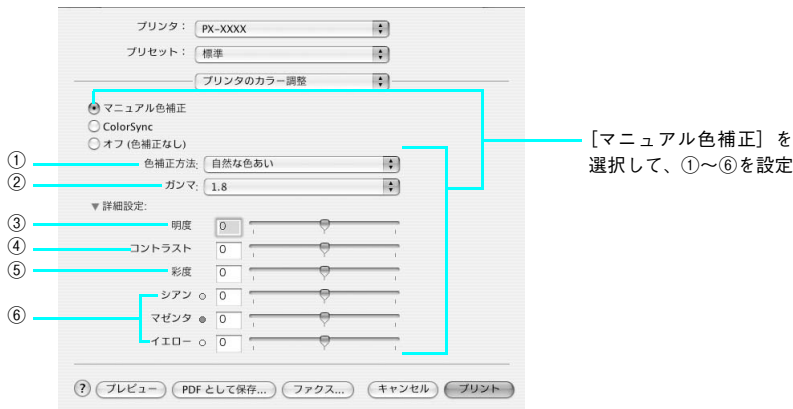 プリンタ： PX-XXXX
プリセット： 標準
プリンタのカラー調整
マニュアル色補正
ColorSync
オフ (色補正なし)
① 色補正方法: 自然な色あい
② ガンマ: 1.8
▼ 詳細設定:
③ 明度 0
④ コントラスト 0
⑤ 彩度 0
シアン 0
⑥ マゼンタ 0
イエロー 0
? プレビュー PDF として保存... ファクス... キャンセル プリント
［マニュアル色補正］を
選択して、①～⑥を設定